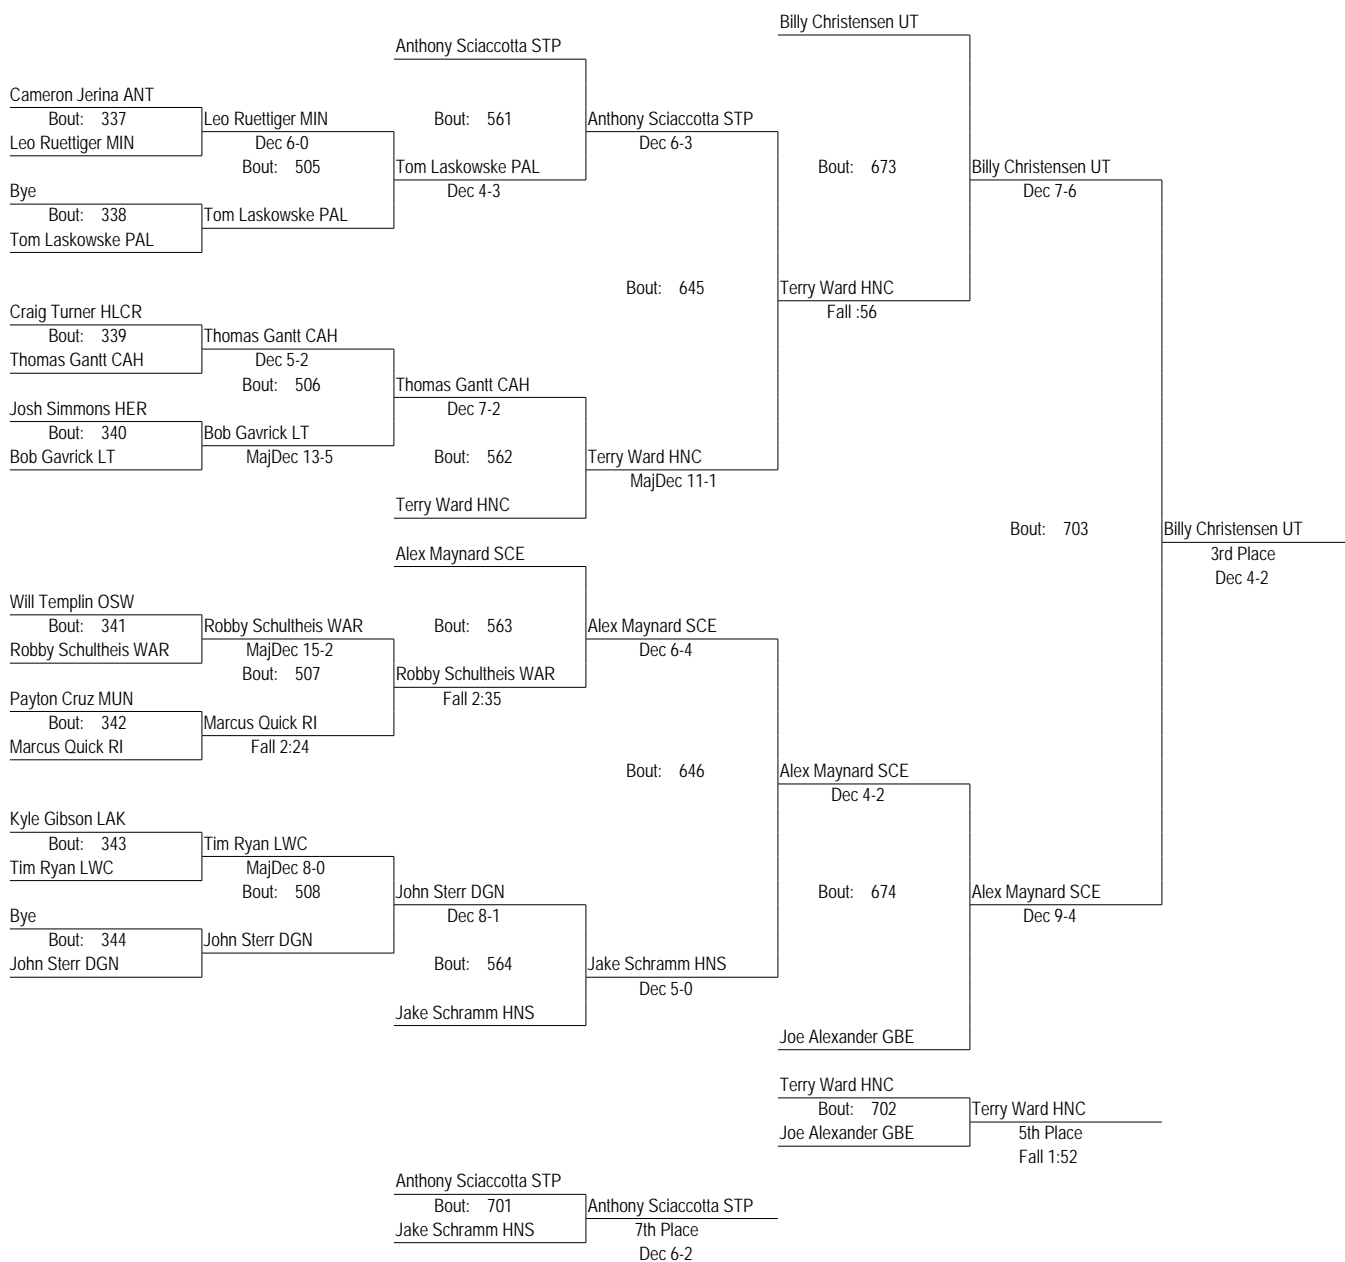 Billy Christensen UT
Anthony Sciaccotta STP
Cameron Jerina ANT
Bout: 337
Leo Ruettiger MIN
Leo Ruettiger MIN
Dec 6-0
Bout: 505
Bout: 561
Anthony Sciaccotta STP
Dec 6-3
Tom Laskowske PAL
Dec 4-3
Bout: 673
Billy Christensen UT
Dec 7-6
Bye
Bout: 338
Tom Laskowske PAL
Tom Laskowske PAL
Bout: 645
Terry Ward HNC
Fall :56
Craig Turner HLCR
Bout: 339
Thomas Gantt CAH
Thomas Gantt CAH
Dec 5-2
Bout: 506
Thomas Gantt CAH
Dec 7-2
Josh Simmons HER
Bout: 340
Bob Gavrick LT
Bob Gavrick LT
MajDec 13-5
Bout: 562
Terry Ward HNC
MajDec 11-1
Terry Ward HNC
Bout: 703
Billy Christensen UT
3rd Place
Dec 4-2
Alex Maynard SCE
Will Templin OSW
Bout: 341
Robby Schultheis WAR
Robby Schultheis WAR
MajDec 15-2
Bout: 507
Bout: 563
Alex Maynard SCE
Dec 6-4
Robby Schultheis WAR
Fall 2:35
Payton Cruz MUN
Bout: 342
Marcus Quick RI
Marcus Quick RI
Fall 2:24
Bout: 646
Alex Maynard SCE
Dec 4-2
Kyle Gibson LAK
Bout: 343
Tim Ryan LWC
Tim Ryan LWC
MajDec 8-0
Bout: 508
John Sterr DGN
Dec 8-1
Bout: 674
Alex Maynard SCE
Dec 9-4
Bye
Bout: 344
John Sterr DGN
John Sterr DGN
Bout: 564
Jake Schramm HNS
Dec 5-0
Jake Schramm HNS
Joe Alexander GBE
Terry Ward HNC
Bout: 702
Joe Alexander GBE
Terry Ward HNC
5th Place
Fall 1:52
Anthony Sciaccotta STP
Bout: 701
Jake Schramm HNS
Anthony Sciaccotta STP
7th Place
Dec 6-2